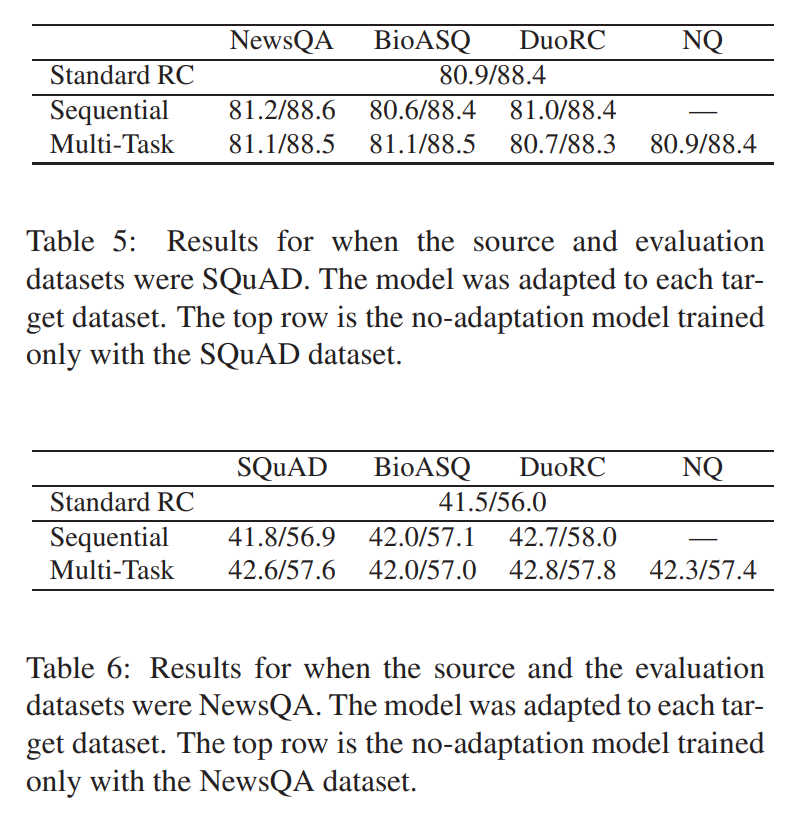 NewsQA BioASQ DuoRC NQ
Standard RC 80.9/88.4
Sequential 81.2/88.6 80.6/88.4 81.0/88.4 —
Multi-Task 81.1/88.5 81.1/88.5 80.7/88.3 80.9/88.4
Table 5: Results for when the source and evaluation
datasets were SQuAD. The model was adapted to each tar-
get dataset. The top row is the no-adaptation model trained
only with the SQuAD dataset.
SQuAD BioASQ DuoRC NQ
Standard RC 41.5/56.0
Sequential 41.8/56.9 42.0/57.1 42.7/58.0 —
Multi-Task 42.6/57.6 42.0/57.0 42.8/57.8 42.3/57.4
Table 6: Results for when the source and the evaluation
datasets were NewsQA. The model was adapted to each tar-
get dataset. The top row is the no-adaptation model trained
only with the NewsQA dataset.